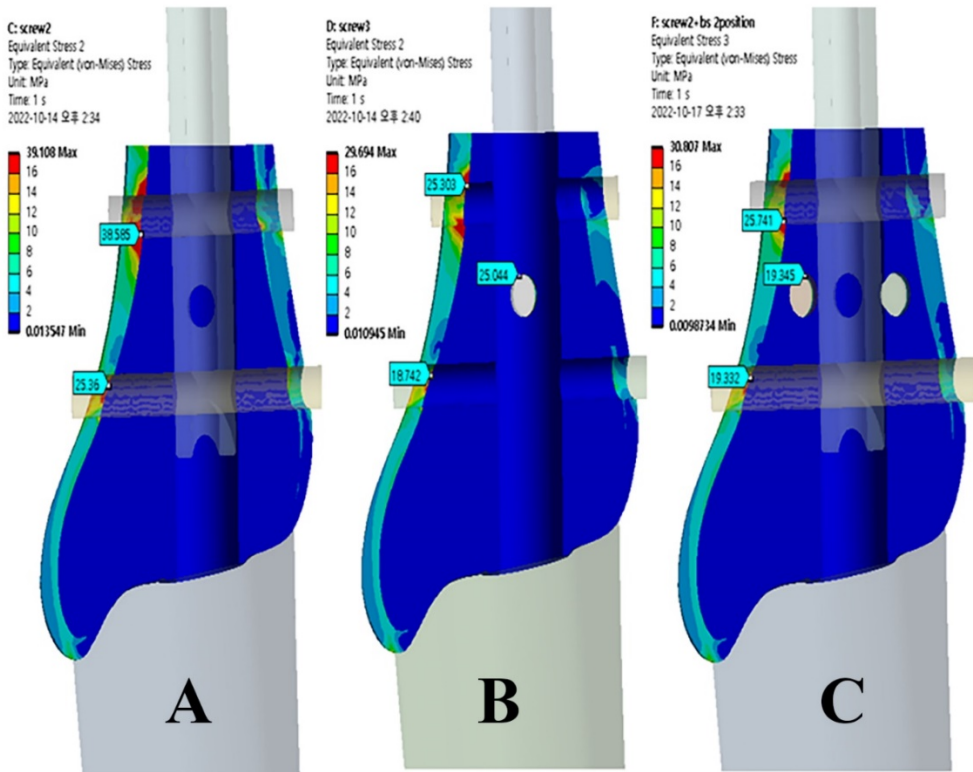 C: screw2
Equivalent Stress 2
Type: Equivalent (von-Mises) Stress
Unit: MPa
Time: 1 s
2022-10-14 오후 2:34
39.108 Max
16
14
12
10
8
6
4
2
0.013547 Min
38.585
25.36
A
D: screw3
Equivalent Stress 2
Type: Equivalent (von-Mises) Stress
Unit: MPa
Time: 1 s
2022-10-14 오후 2:40
29.694 Max
16
14
12
10
8
6
4
2
0.010945 Min
25.303
25.044
18.742
B
F: screw2+bs 2position
Equivalent Stress 3
Type: Equivalent (von-Mises) Stress
Unit: MPa
Time: 1 s
2022-10-17 오후 2:33
30.807 Max
16
14
12
10
8
6
4
2
0.0098734 Min
25.741
19.345
19.332
C